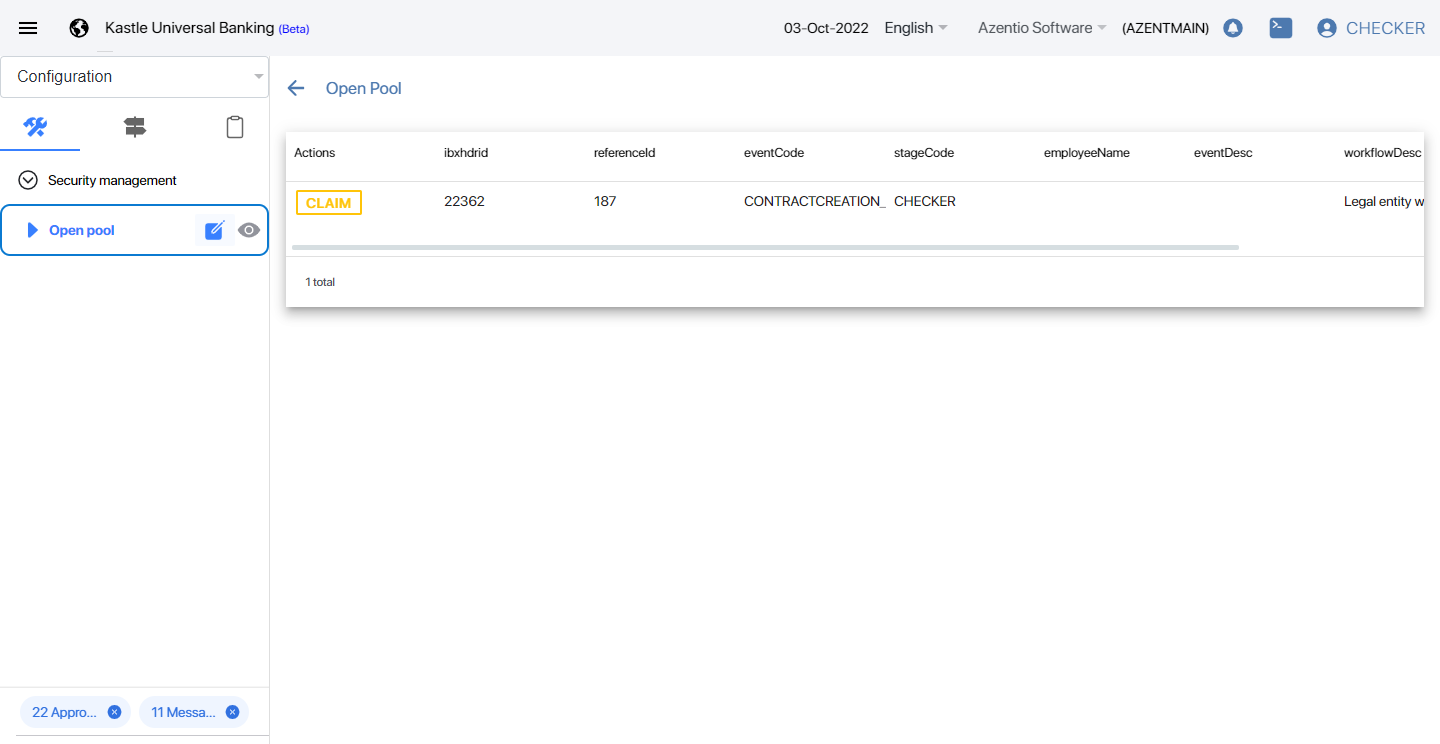 Kastle Universal Banking (Beta)
03-Oct-2022
English
Azentio Software
(AZENTMAIN)
CHECKER
Configuration
Security management
Open pool
22 Appro...
11 Messa...
Open Pool
Actions ibxhdrid referenceId eventCode stageCode employeeName eventDesc workflowDesc
CLAIM 22362 187 CONTRACTCREATION_ CHECKER Legal entity w
1 total